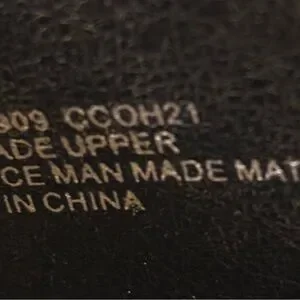 909 CCOH21
ADE UPPER
CE MAN MADE MAT
IN CHINA